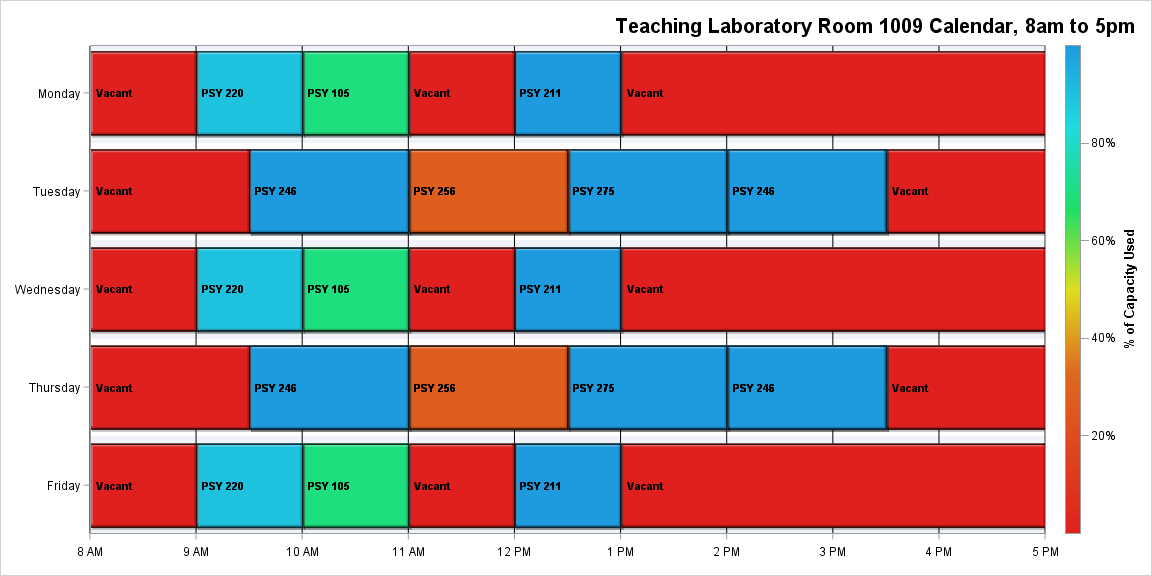 Teaching Laboratory Room 1009 Calendar, 8am to 5pm
Monday Vacant PSY 220 PSY 105 Vacant PSY 211 Vacant
Tuesday Vacant PSY 246 PSY 256 PSY 275 PSY 246 Vacant
Wednesday Vacant PSY 220 PSY 105 Vacant PSY 211 Vacant
Thursday Vacant PSY 246 PSY 256 PSY 275 PSY 246 Vacant
Friday Vacant PSY 220 PSY 105 Vacant PSY 211 Vacant
8 AM 9 AM 10 AM 11 AM 12 PM 1 PM 2 PM 3 PM 4 PM 5 PM
80%
60%
40%
20%
% of Capacity Used